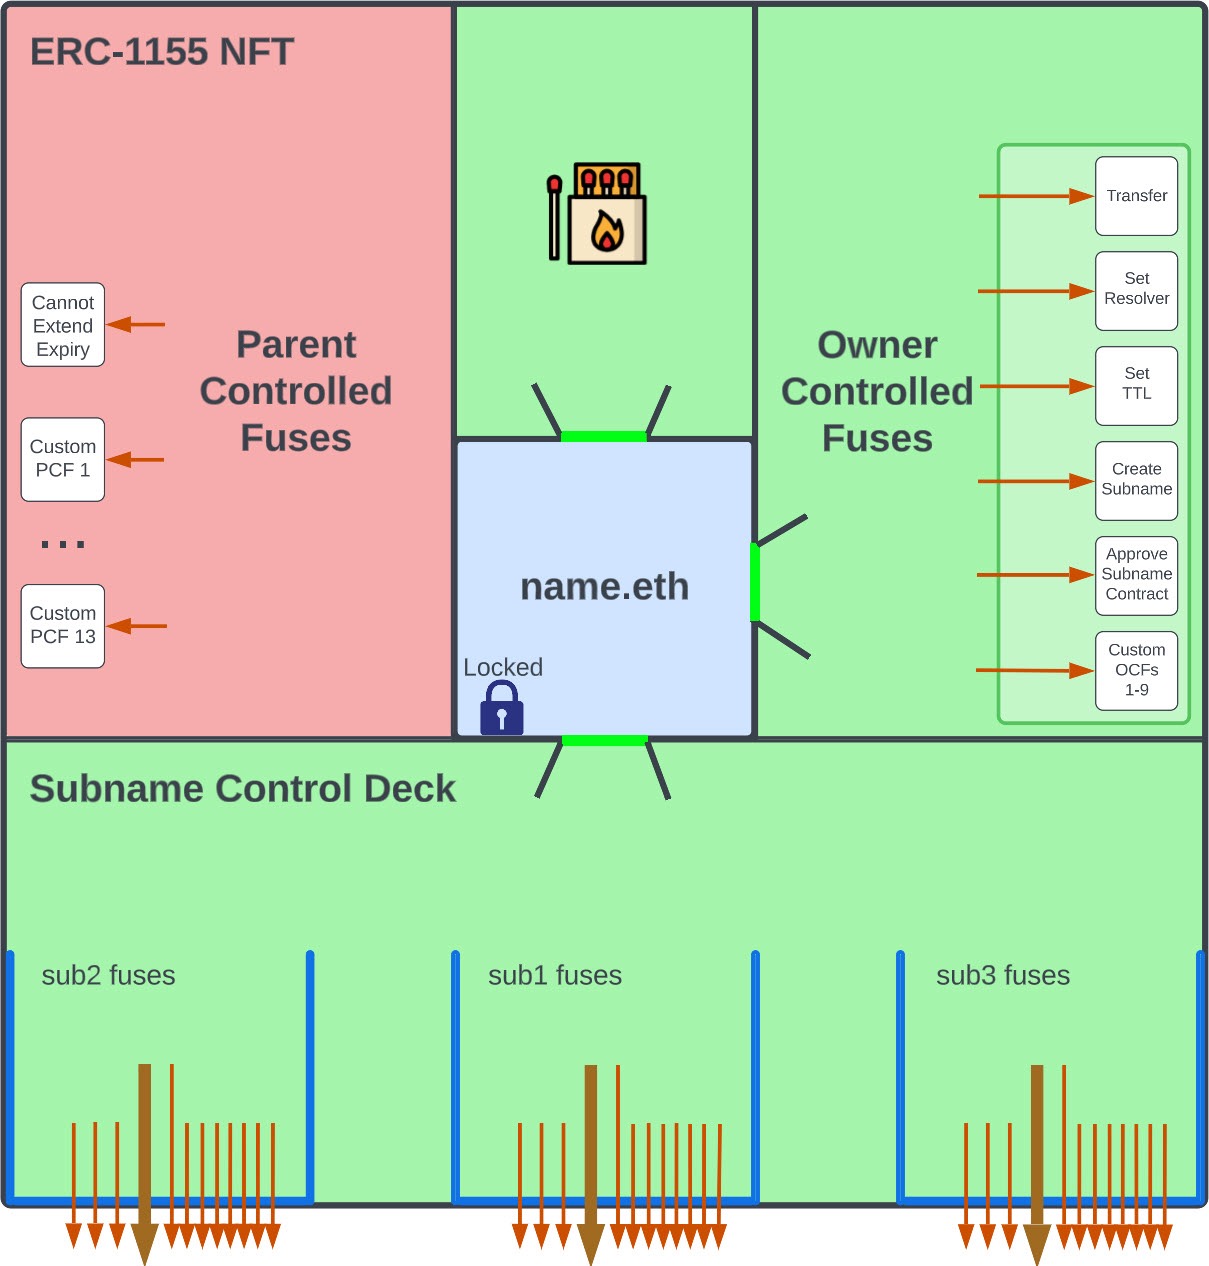 ERC-1155 NFT
Cannot
Extend
Expiry
Custom
PCF 1
...
Custom
PCF 13
Parent
Controlled
Fuses
Owner
Controlled
Fuses
Transfer
Set
Resolver
Set
TTL
Create
Subname
Approve
Subname
Contract
Custom
OCFs
1-9
name.eth
Locked
Subname Control Deck
sub2 fuses
sub1 fuses
sub3 fuses